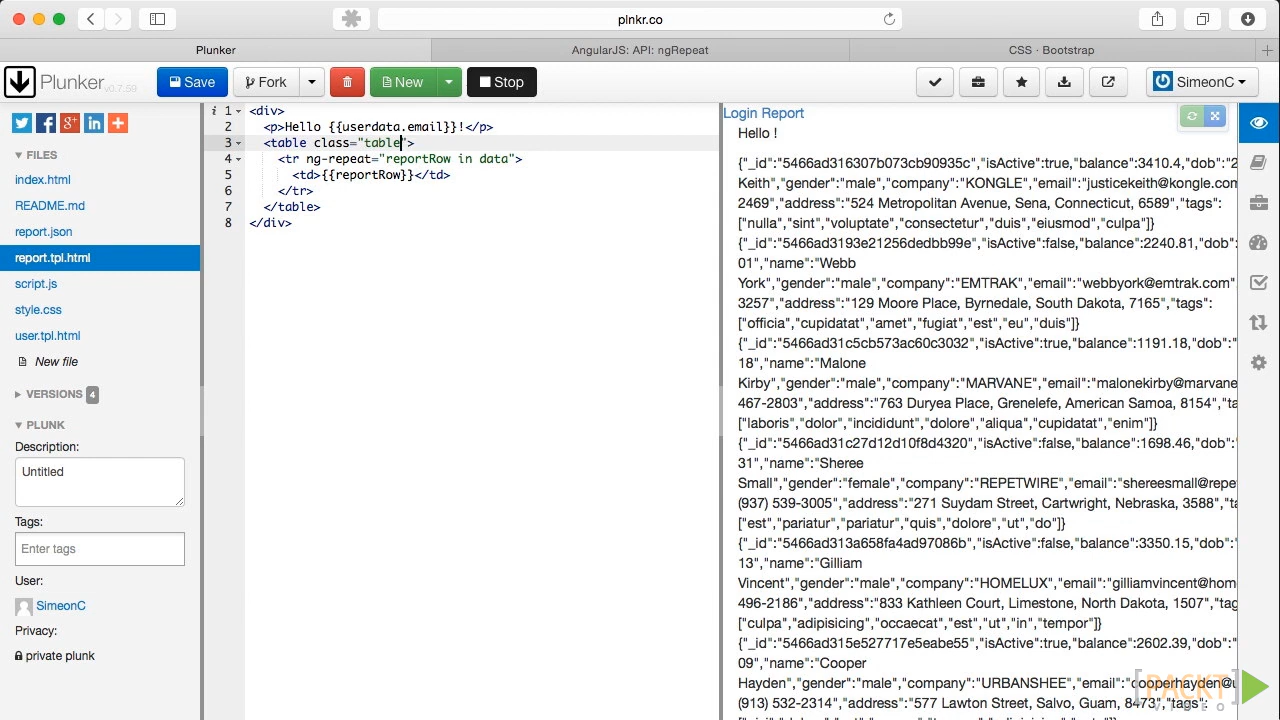 plnkr.co
Plunker
AngularJS: API: ngRepeat
CSS · Bootstrap
Plunker v0.7.59
Save
Fork
New
Stop
SimeonC
FILES
index.html
README.md
report.json
report.tpl.html
script.js
style.css
user.tpl.html
New file
VERSIONS 4
PLUNK
Description:
Untitled
Tags:
Enter tags
User:
SimeonC
Privacy:
private plunk
i 1 <div>
2 <p>Hello {{userdata.email}}!</p>
3 <table class="table">
4 <tr ng-repeat="reportRow in data">
5 <td>{{reportRow}}</td>
6 </tr>
7 </table>
8 </div>
Login Report
Hello !
{"_id":"5466ad316307b073cb90935c","isActive":true,"balance":3410.4,"dob":"2
Keith","gender":"male","company":"KONGLE","email":"justicekeith@kongle.com
2469","address":"524 Metropolitan Avenue, Sena, Connecticut, 6589","tags":
["nulla","sint","voluptate","consectetur","duis","eiusmod","culpa"]}
{"_id":"5466ad3193e21256dedbb99e","isActive":false,"balance":2240.81,"dob":
01","name":"Webb
York","gender":"male","company":"EMTRAK","email":"webbyork@emtrak.com"
3257","address":"129 Moore Place, Byrnedale, South Dakota, 7165","tags":
["officia","cupidatat","amet","fugiat","est","eu","duis"]}
{"_id":"5466ad31c5cb573ac60c3032","isActive":true,"balance":1191.18,"dob":"
18","name":"Malone
Kirby","gender":"male","company":"MARVANE","email":"malonekirby@marvane
467-2803","address":"763 Duryea Place, Grenelefe, American Samoa, 8154","ta
["laboris","dolor","incididunt","dolore","aliqua","cupidatat","enim"]}
{"_id":"5466ad31c27d12d10f8d4320","isActive":false,"balance":1698.46,"dob":"
31","name":"Sheree
Small","gender":"female","company":"REPETWIRE","email":"shereesmall@repe
(937) 539-3005","address":"271 Suydam Street, Cartwright, Nebraska, 3588","ta
["est","pariatur","pariatur","quis","dolore","ut","do"]}
{"_id":"5466ad313a658fa4ad97086b","isActive":false,"balance":3350.15,"dob":"
13","name":"Gilliam
Vincent","gender":"male","company":"HOMELUX","email":"gilliamvincent@hom
496-2186","address":"833 Kathleen Court, Limestone, North Dakota, 1507","tag
["culpa","adipisicing","occaecat","est","ut","in","tempor"]}
{"_id":"5466ad315e527717e5eabe55","isActive":true,"balance":2602.39,"dob":"
09","name":"Cooper
Hayden","gender":"male","company":"URBANSHEE","email":"cooperhayden@u
(913) 532-2314","address":"577 Lawton Street, Salvo, Guam, 8473","tags":
[PACKT]
VIDEO